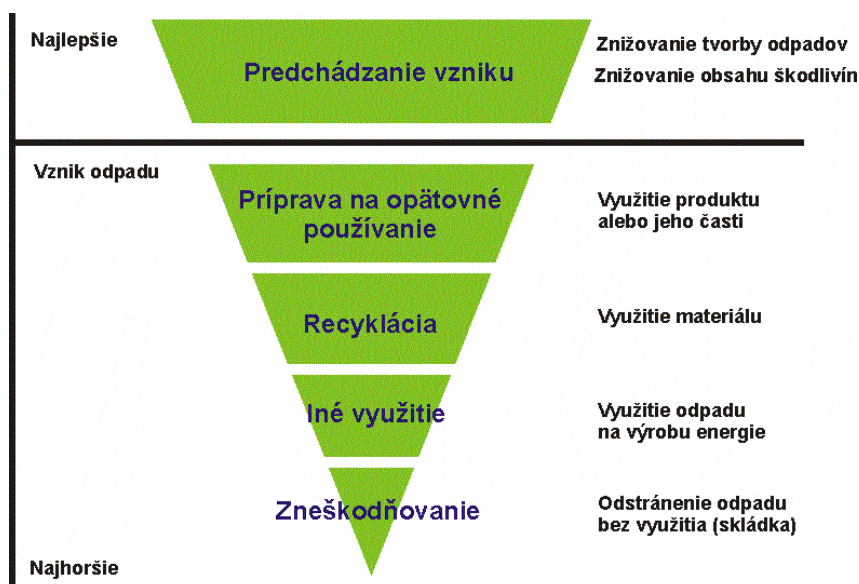 Najlepšie
Predchádzanie vzniku
Znižovanie tvorby odpadov
Znižovanie obsahu škodlivín
Vznik odpadu
Príprava na opätovné
používanie
Využitie produktu
alebo jeho časti
Recyklácia
Využitie materiálu
Iné využitie
Využitie odpadu
na výrobu energie
Zneškodňovanie
Odstránenie odpadu
bez využitia (skládka)
Najhoršie